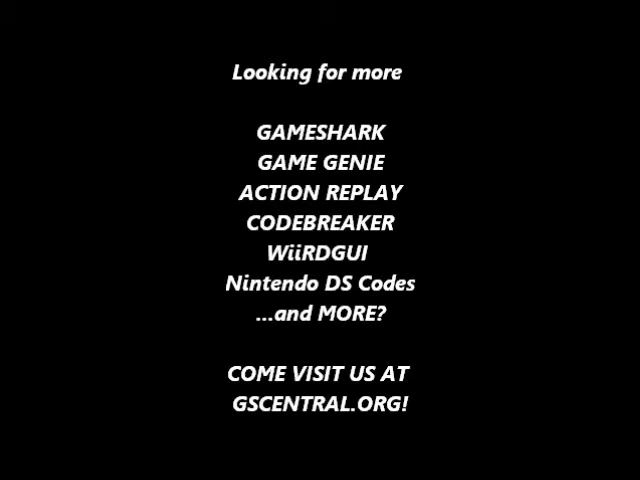 Looking for more
GAMESHARK
GAME GENIE
ACTION REPLAY
CODEBREAKER
WiiRDGUI
Nintendo DS Codes
...and MORE?
COME VISIT US AT
GSCENTRAL.ORG!